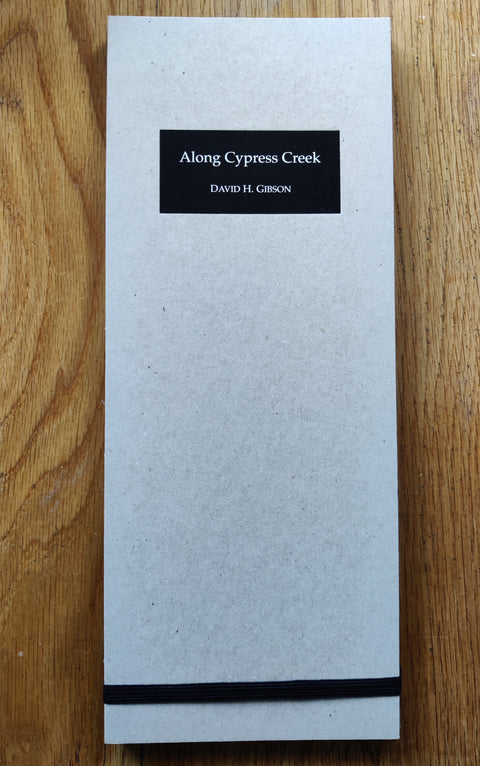 Along Cypress Creek
DAVID H. GIBSON